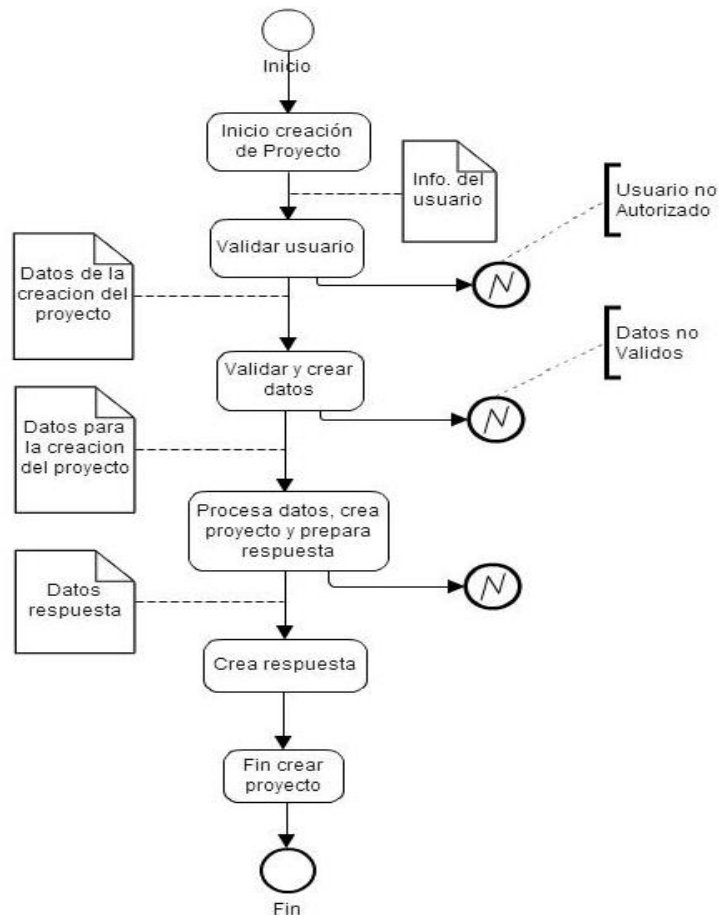 Inicio
Inicio creación
de Proyecto
Info. del
usuario
Usuario no
Autorizado
Validar usuario
Datos de la
creacion del
proyecto
Datos no
Validos
Validar y crear
datos
Datos para
la creacion
del proyecto
Procesa datos, crea
proyecto y prepara
respuesta
Datos
respuesta
Crea respuesta
Fin crear
proyecto
Fin